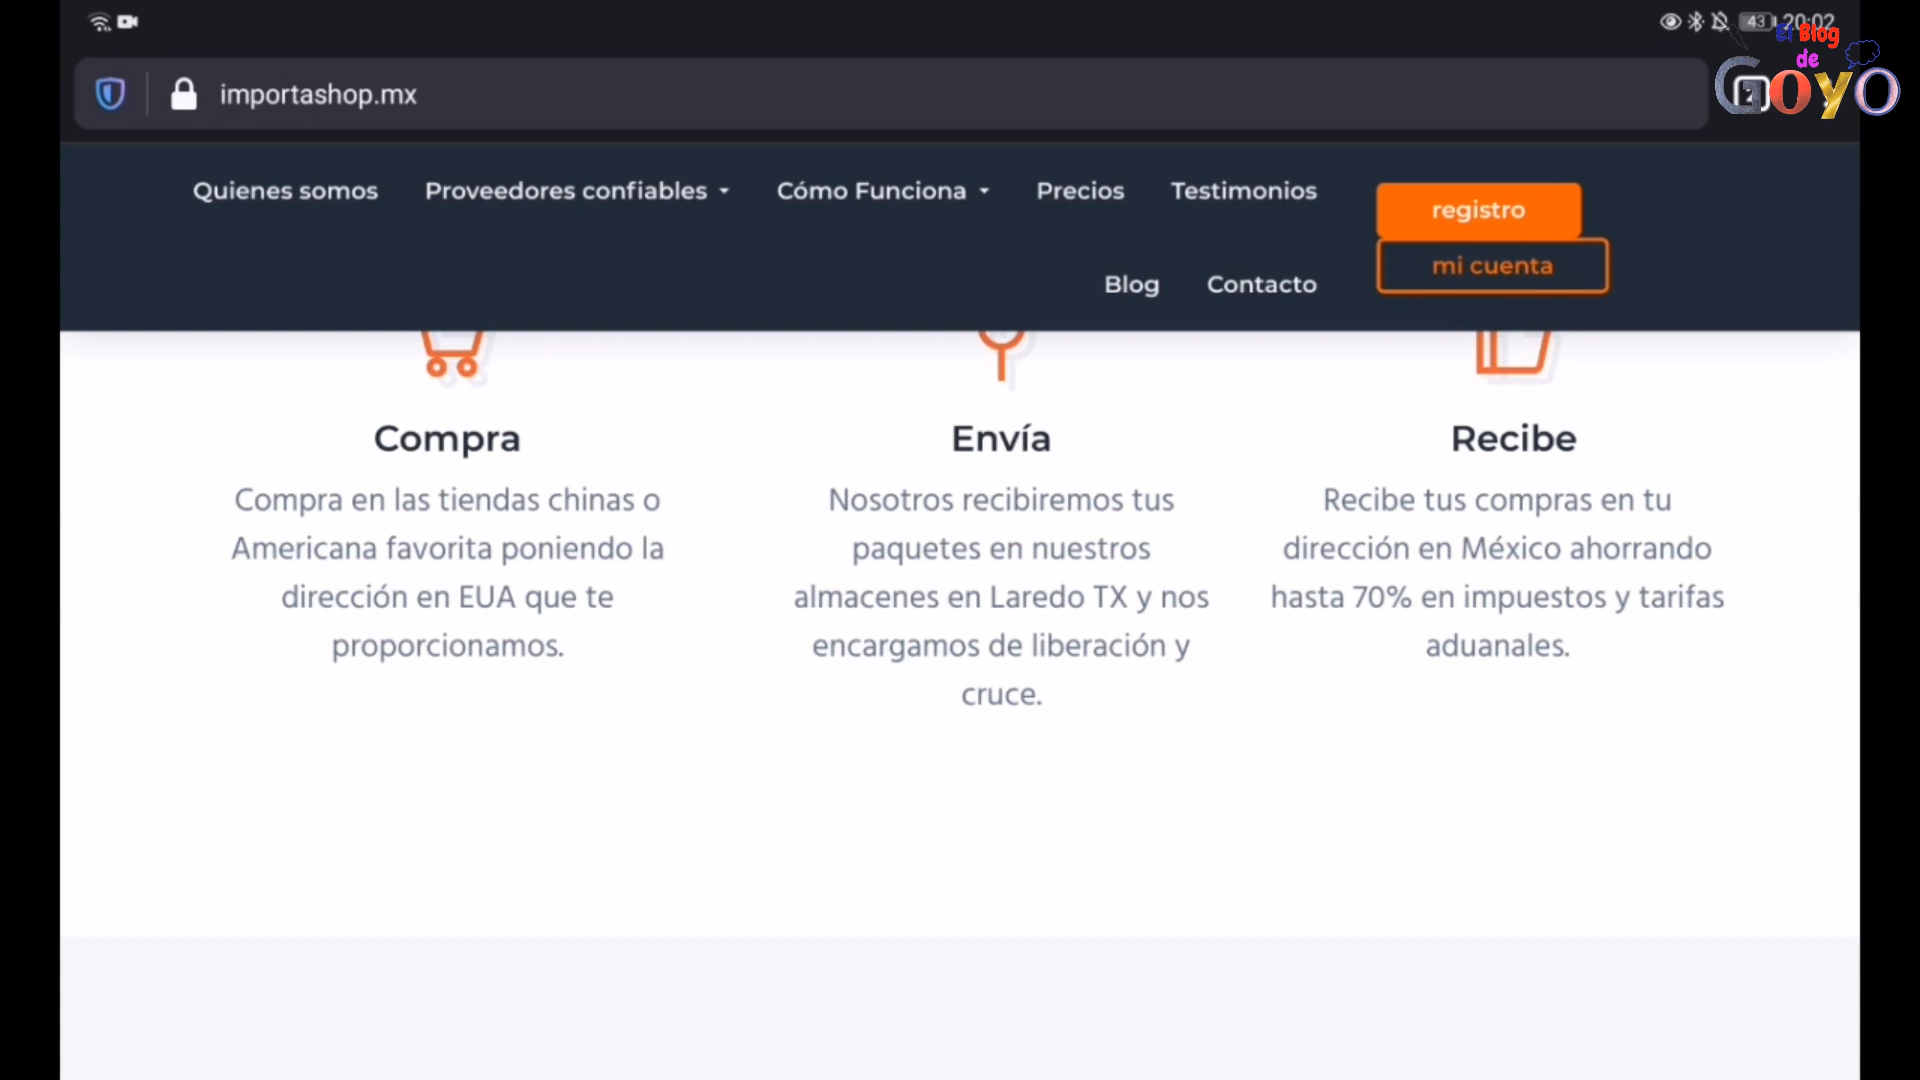 43 20:02
El Blog
de
Goyo
importashop.mx
Quienes somos Proveedores confiables Cómo Funciona Precios Testimonios registro
mi cuenta
Blog Contacto
Compra
Compra en las tiendas chinas o
Americana favorita poniendo la
dirección en EUA que te
proporcionamos.
Envía
Nosotros recibiremos tus
paquetes en nuestros
almacenes en Laredo TX y nos
encargamos de liberación y
cruce.
Recibe
Recibe tus compras en tu
dirección en México ahorrando
hasta 70% en impuestos y tarifas
aduanales.